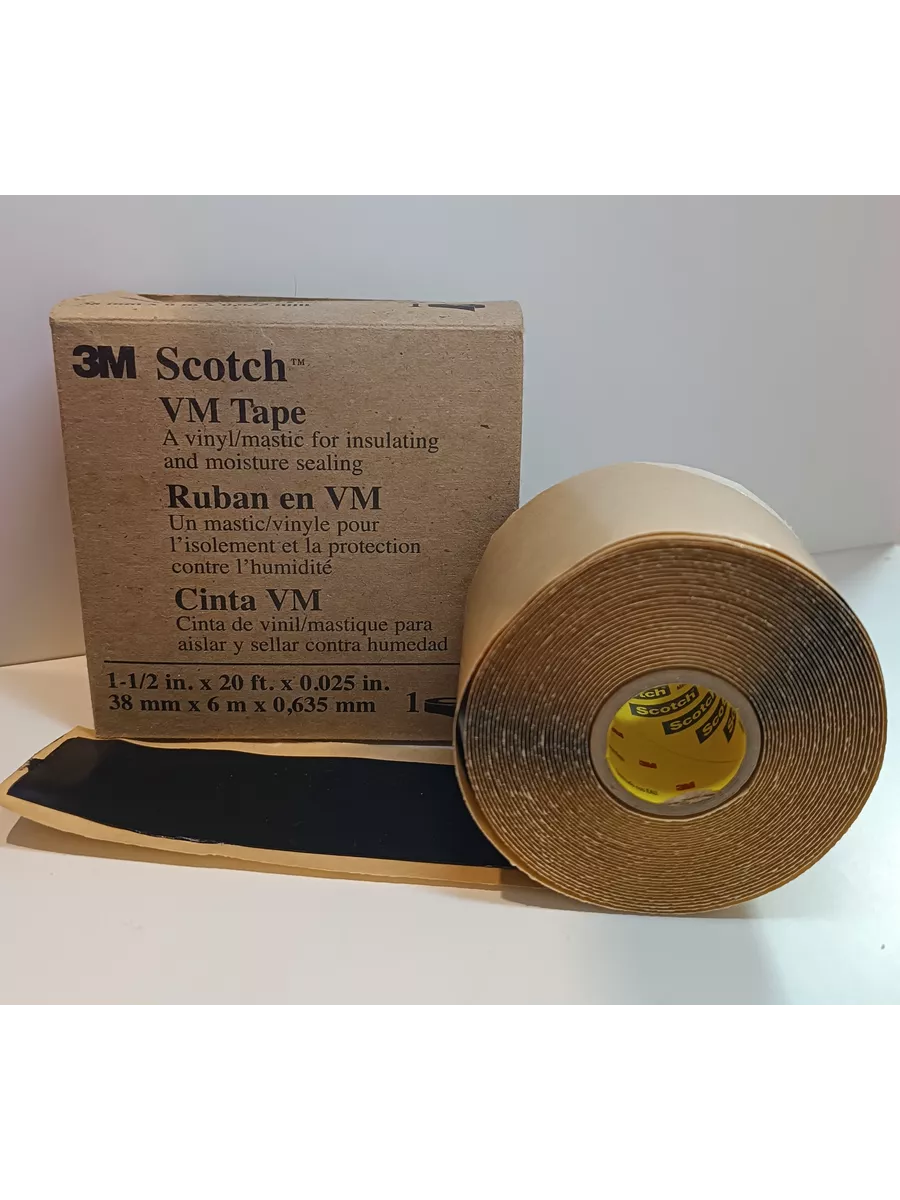 3M Scotch™
VM Tape
A vinyl/mastic for insulating
and moisture sealing
Ruban en VM
Un mastic/vinyle pour
l'isolement et la protection
contre l'humidité
Cinta VM
Cinta de vinil/mastique para
aislar y sellar contra humedad
1-1/2 in. x 20 ft. x 0.025 in.
38 mm x 6 m x 0,635 mm 1
Scotch
Scotch
3M
3M